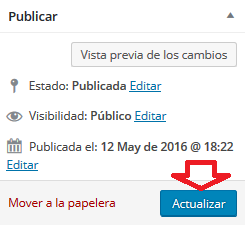 Publicar
Vista previa de los cambios
Estado: Publicada Editar
Visibilidad: Público Editar
Publicada el: 12 May de 2016 @ 18:22
Editar
Mover a la papelera
Actualizar